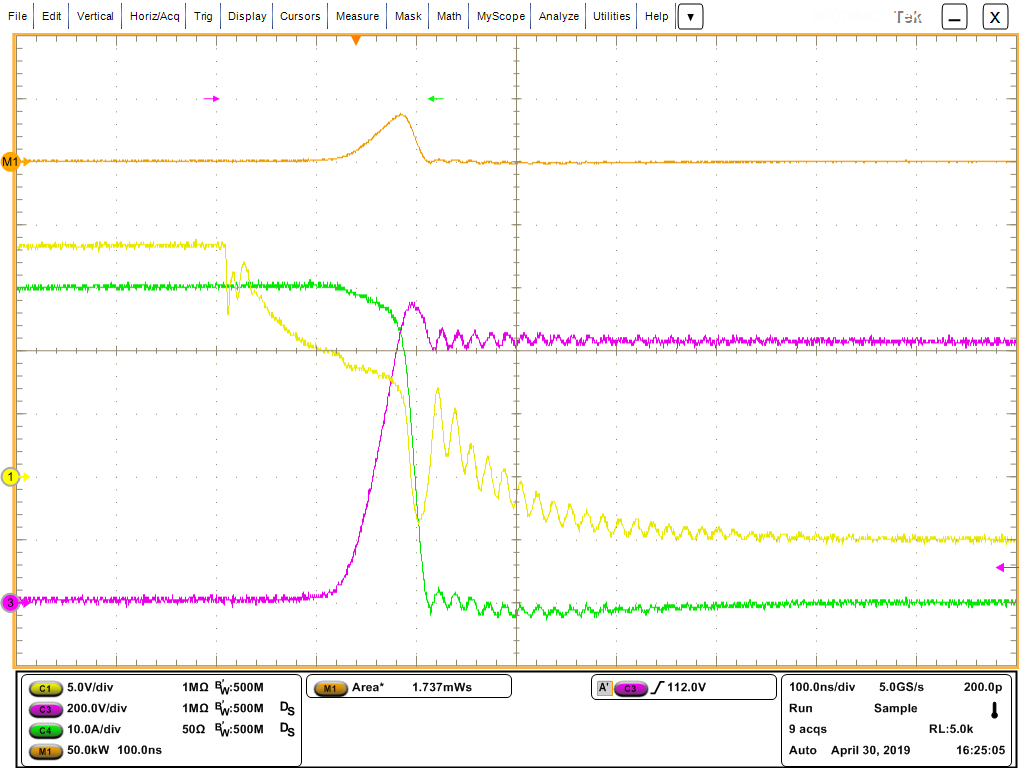 File Edit Vertical Horiz/Acq Trig Display Cursors Measure Mask Math MyScope Analyze Utilities Help ▼ Tek X
M1
1
3
C1 5.0V/div 1MΩ BW:500M
C3 200.0V/div 1MΩ BW:500M DS
C4 10.0A/div 50Ω BW:500M DS
M1 50.0kW 100.0ns
M1 Area* 1.737mWs
A' C3 112.0V
100.0ns/div 5.0GS/s 200.0p
Run Sample
9 acqs RL:5.0k
Auto April 30, 2019 16:25:05